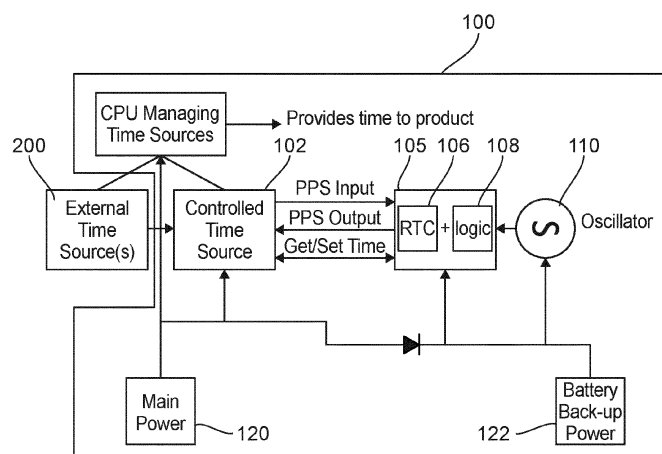 100
CPU Managing
Time Sources
Provides time to product
200
102
105
106
108
110
External
Time
Source(s)
Controlled
Time
Source
PPS Input
PPS Output
Get/Set Time
RTC + logic
S
Oscillator
Main
Power
120
Battery
Back-up
Power
122